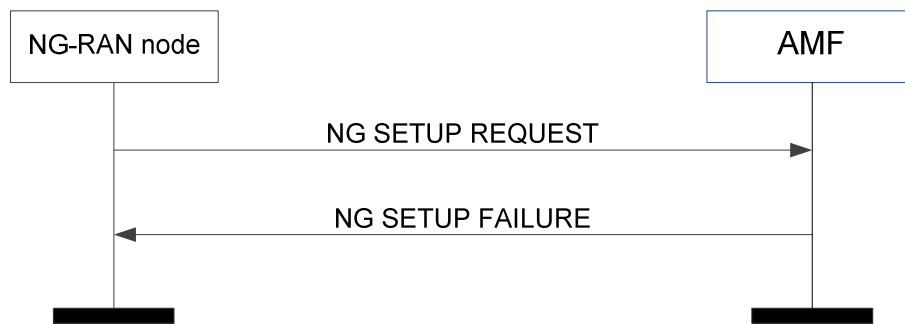 NG-RAN node
AMF
NG SETUP REQUEST
NG SETUP FAILURE